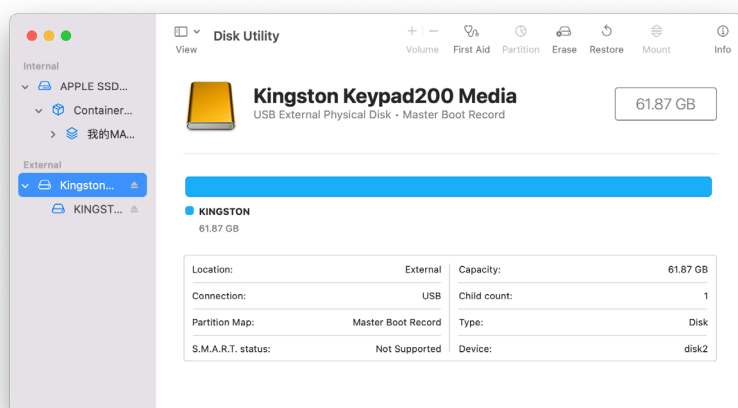 Disk Utility
View
Volume
First Aid
Partition
Erase
Restore
Mount
Info
Internal
APPLE SSD...
Container...
我的MA...
External
Kingston...
KINGST...
Kingston Keypad200 Media
USB External Physical Disk • Master Boot Record
61.87 GB
KINGSTON
61.87 GB
Location: External
Capacity: 61.87 GB
Connection: USB
Child count: 1
Partition Map: Master Boot Record
Type: Disk
S.M.A.R.T. status: Not Supported
Device: disk2